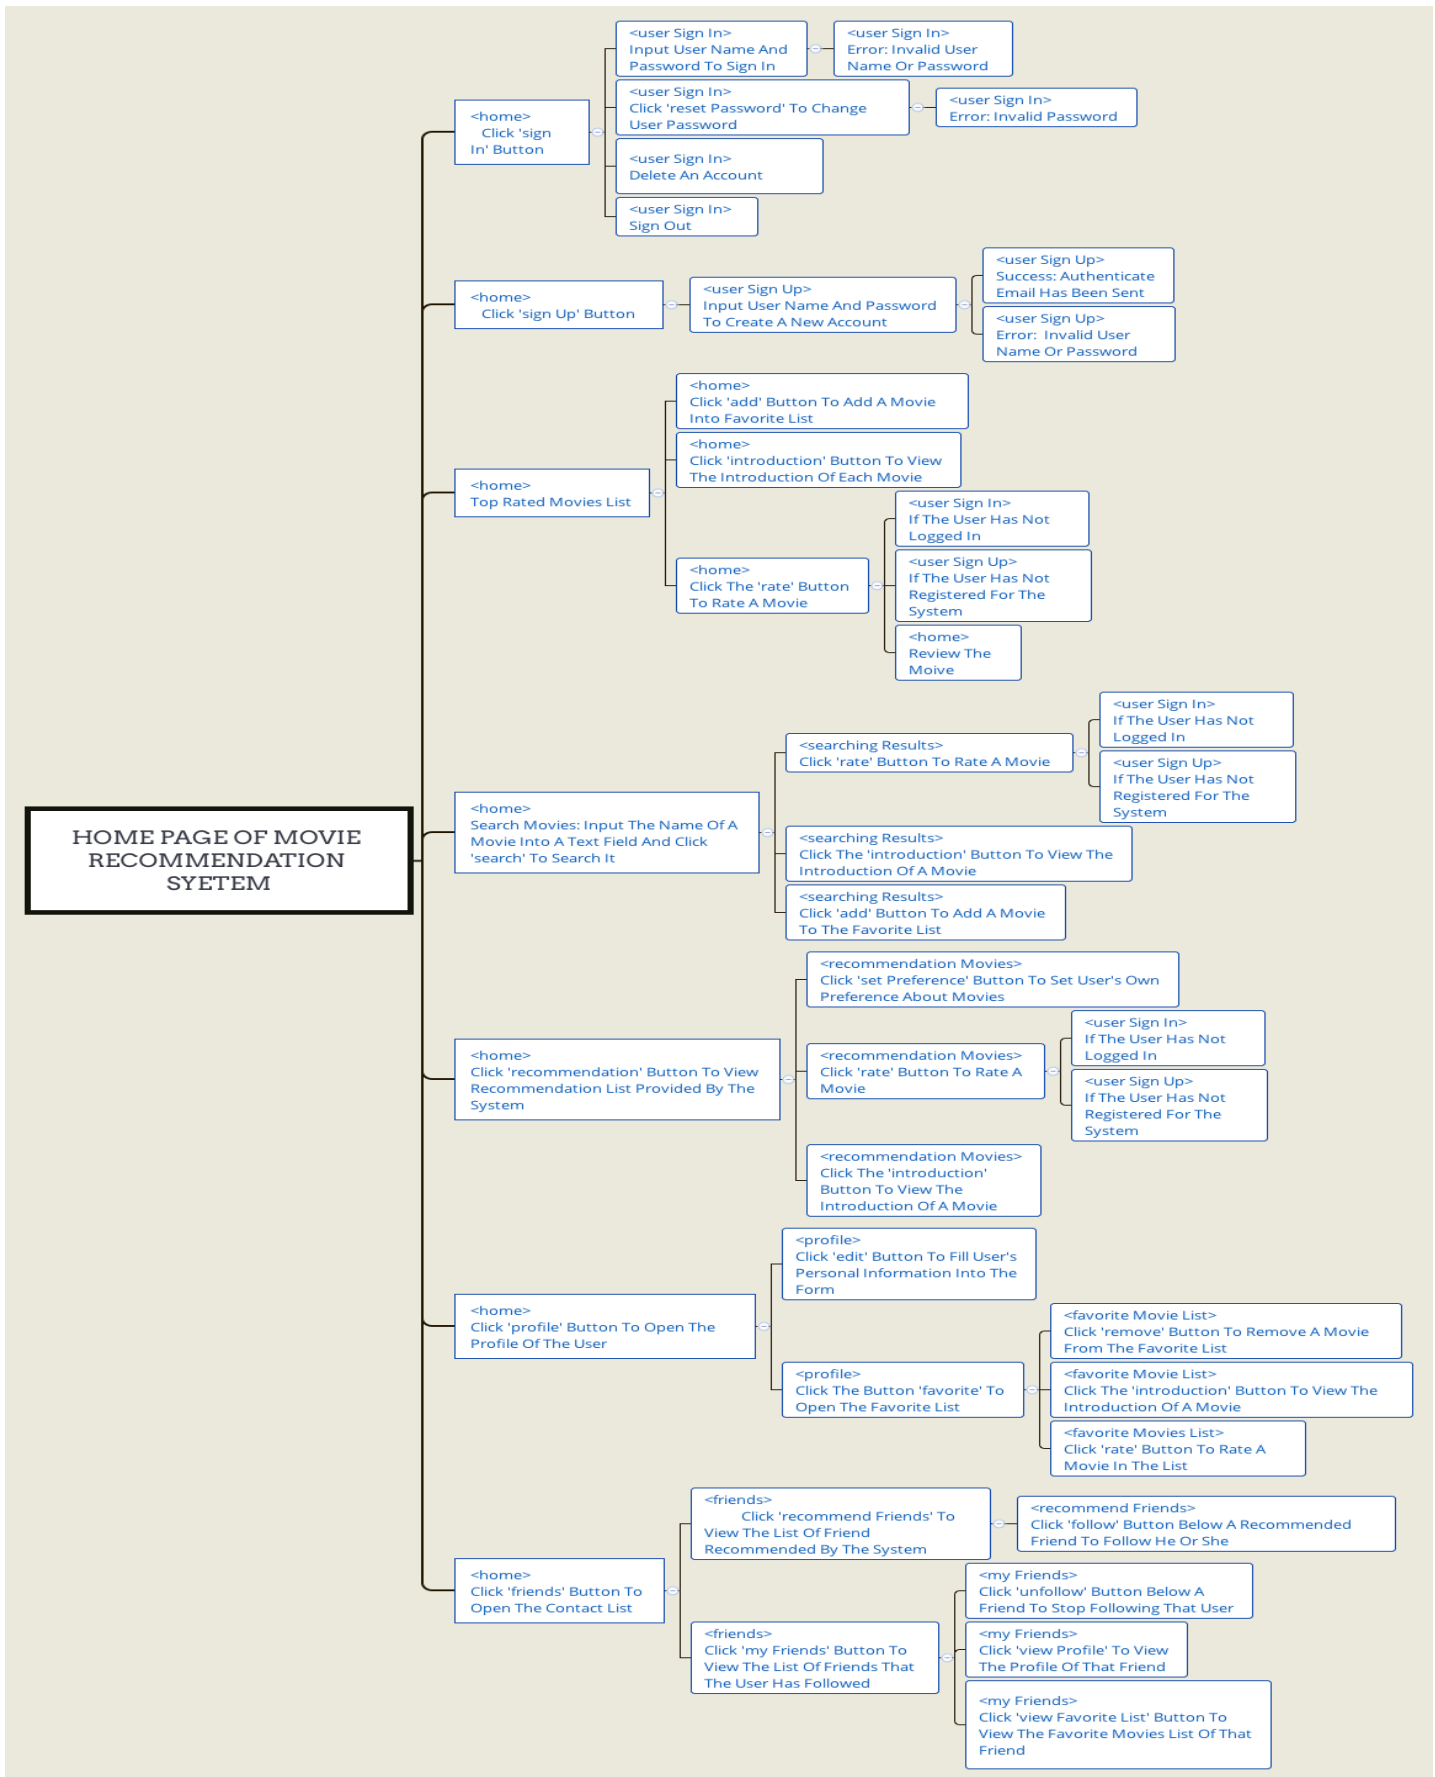 <user Sign In>
Input User Name And
Password To Sign In
<user Sign In>
Error: Invalid User
Name Or Password
<user Sign In>
Click 'reset Password' To Change
User Password
<user Sign In>
Error: Invalid Password
<home>
Click 'sign
In' Button
<user Sign In>
Delete An Account
<user Sign In>
Sign Out
<home>
Click 'sign Up' Button
<user Sign Up>
Input User Name And Password
To Create A New Account
<user Sign Up>
Success: Authenticate
Email Has Been Sent
<user Sign Up>
Error: Invalid User
Name Or Password
<home>
Top Rated Movies List
<home>
Click 'add' Button To Add A Movie
Into Favorite List
<home>
Click 'introduction' Button To View
The Introduction Of Each Movie
<home>
Click The 'rate' Button
To Rate A Movie
<user Sign In>
If The User Has Not
Logged In
<user Sign Up>
If The User Has Not
Registered For The
System
<home>
Review The
Moive
HOME PAGE OF MOVIE
RECOMMENDATION
SYETEM
<home>
Search Movies: Input The Name Of A
Movie Into A Text Field And Click
'search' To Search It
<searching Results>
Click 'rate' Button To Rate A Movie
<user Sign In>
If The User Has Not
Logged In
<user Sign Up>
If The User Has Not
Registered For The
System
<searching Results>
Click The 'introduction' Button To View The
Introduction Of A Movie
<searching Results>
Click 'add' Button To Add A Movie
To The Favorite List
<home>
Click 'recommendation' Button To View
Recommendation List Provided By The
System
<recommendation Movies>
Click 'set Preference' Button To Set User's Own
Preference About Movies
<recommendation Movies>
Click 'rate' Button To Rate A
Movie
<user Sign In>
If The User Has Not
Logged In
<user Sign Up>
If The User Has Not
Registered For The
System
<recommendation Movies>
Click The 'introduction'
Button To View The
Introduction Of A Movie
<home>
Click 'profile' Button To Open The
Profile Of The User
<profile>
Click 'edit' Button To Fill User's
Personal Information Into The
Form
<profile>
Click The Button 'favorite' To
Open The Favorite List
<favorite Movie List>
Click 'remove' Button To Remove A Movie
From The Favorite List
<favorite Movie List>
Click The 'introduction' Button To View The
Introduction Of A Movie
<favorite Movies List>
Click 'rate' Button To Rate A
Movie In The List
<home>
Click 'friends' Button To
Open The Contact List
<friends>
Click 'recommend Friends' To
View The List Of Friend
Recommended By The System
<recommend Friends>
Click 'follow' Button Below A Recommended
Friend To Follow He Or She
<friends>
Click 'my Friends' Button To
View The List Of Friends That
The User Has Followed
<my Friends>
Click 'unfollow' Button Below A
Friend To Stop Following That User
<my Friends>
Click 'view Profile' To View
The Profile Of That Friend
<my Friends>
Click 'view Favorite List' Button To
View The Favorite Movies List Of That
Friend